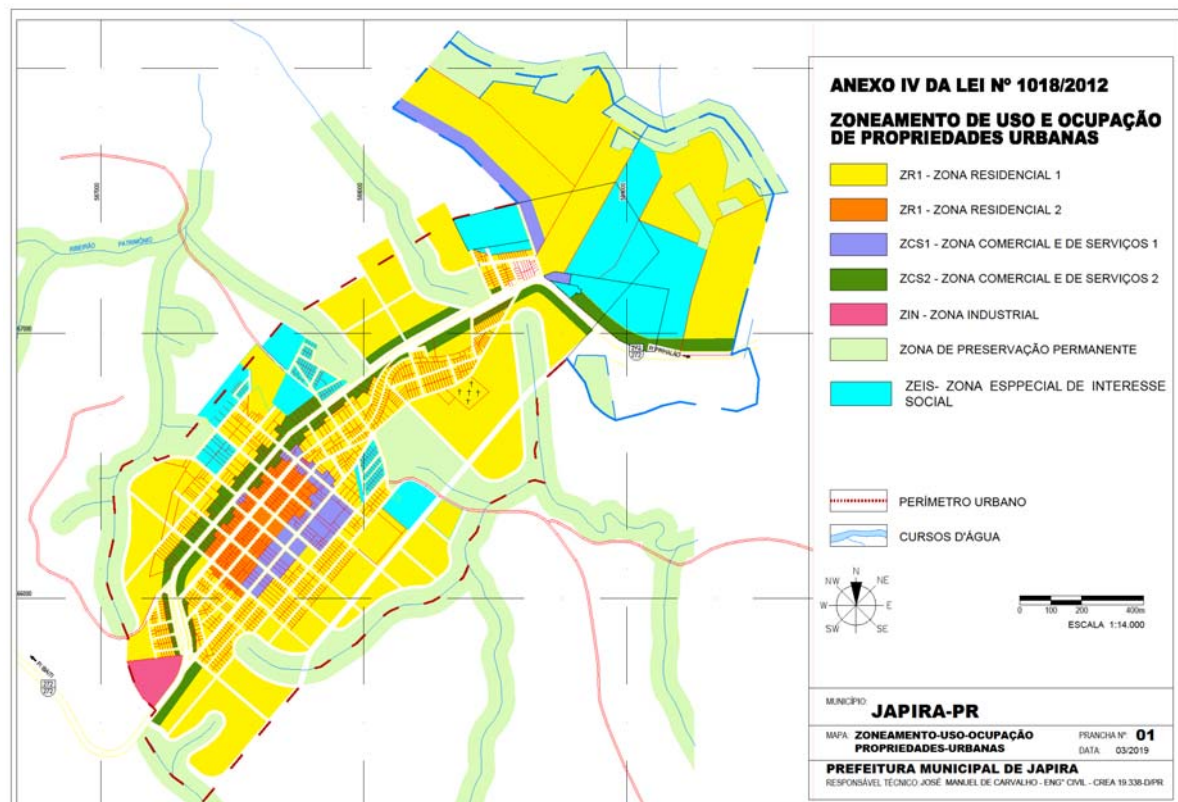 ANEXO IV DA LEI Nº 1018/2012
ZONEAMENTO DE USO E OCUPAÇÃO
DE PROPRIEDADES URBANAS
ZR1 - ZONA RESIDENCIAL 1
ZR1 - ZONA RESIDENCIAL 2
ZCS1 - ZONA COMERCIAL E DE SERVIÇOS 1
ZCS2 - ZONA COMERCIAL E DE SERVIÇOS 2
ZIN - ZONA INDUSTRIAL
ZONA DE PRESERVAÇÃO PERMANENTE
ZEIS- ZONA ESPPECIAL DE INTERESSE
SOCIAL
PERÍMETRO URBANO
CURSOS D'ÁGUA
N
NW
NE
W
E
SW
SE
S
0 100 200 400m
ESCALA 1:14.000
MUNICÍPIO:
JAPIRA-PR
MAPA: ZONEAMENTO-USO-OCUPAÇÃO
PROPRIEDADES-URBANAS
PRANCHA Nº 01
DATA: 03/2019
PREFEITURA MUNICIPAL DE JAPIRA
RESPONSÁVEL TÉCNICO: JOSÉ MANUEL DE CARVALHO - ENGº CIVIL - CREA 19.338-D/PR
RIBEIRÃO PATRIMÔNIO
P/ PINHALÃO
272
P/ IBAITI
272